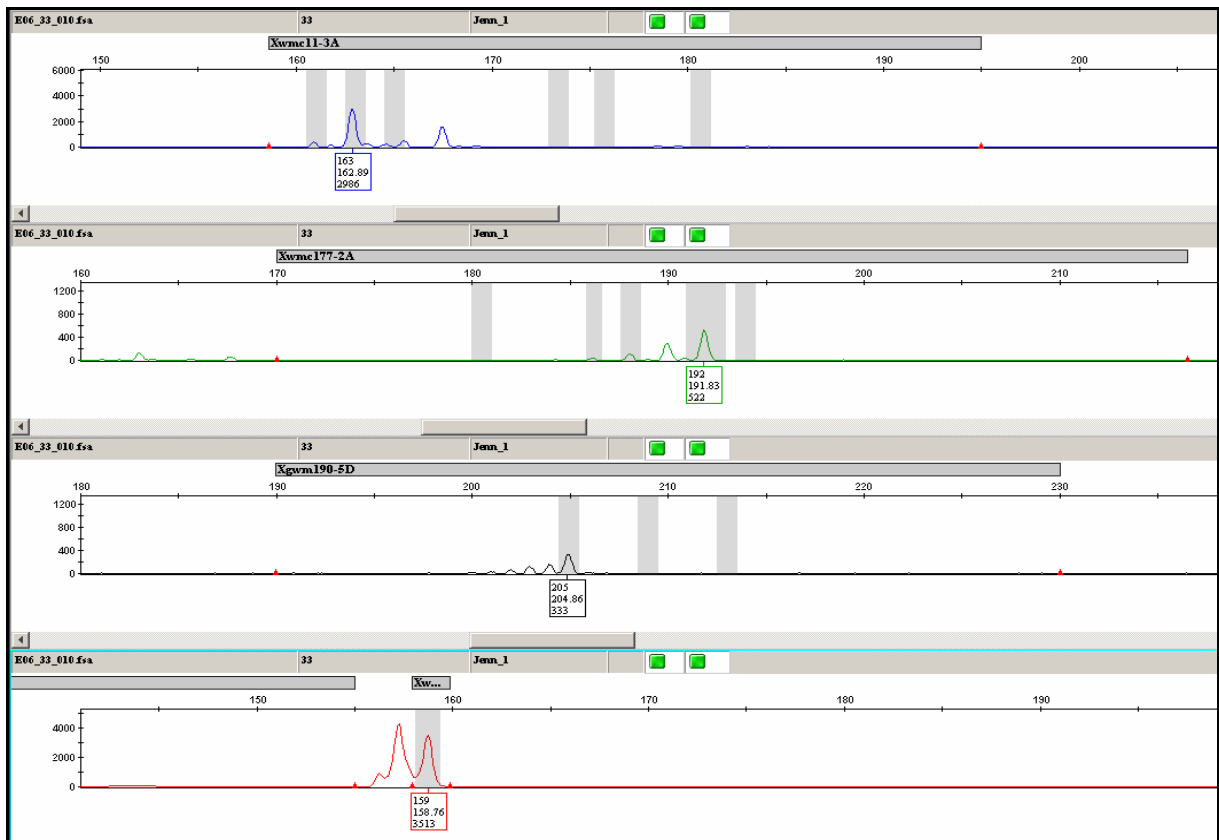 E06_33_010.fsa 33 Jenn_1
Xwmc11-3A
150 160 170 180 190 200
6000
4000
2000
0
163
162.89
2986
E06_33_010.fsa 33 Jenn_1
Xwmc177-2A
160 170 180 190 200 210
1200
800
400
0
192
191.83
522
E06_33_010.fsa 33 Jenn_1
Xgwm190-5D
180 190 200 210 220 230
1200
800
400
0
205
204.86
333
E06_33_010.fsa 33 Jenn_1
Xw...
150 160 170 180 190
4000
2000
0
159
158.76
3513